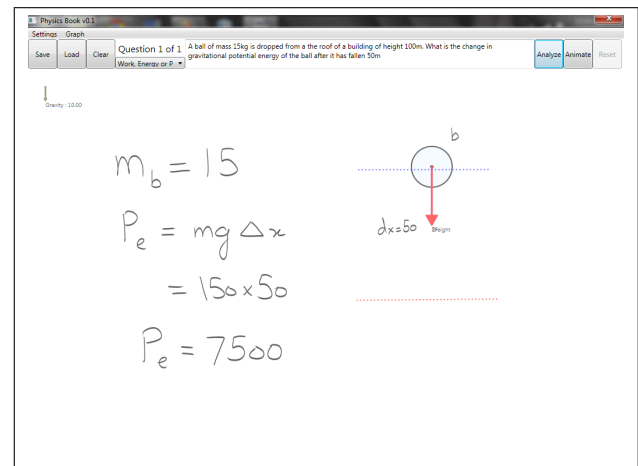 Physics Book v0.1
Settings Graph
Save Load Clear
Question 1 of 1
Work, Energy or P
A ball of mass 15kg is dropped from a the roof of a building of height 100m. What is the change in
gravitational potential energy of the ball after it has fallen 50m
Analyze Animate Reset
Gravity : 10.00
b
m_b = 15
P_e = mg Δx
dx=50
= 150×50
P_e = 7500